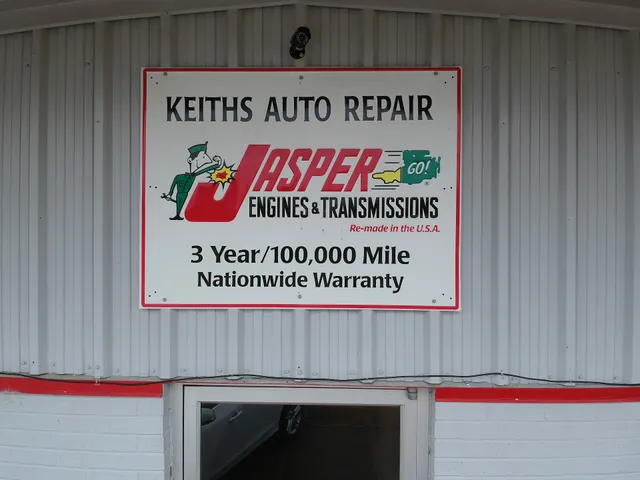 KEITHS AUTO REPAIR
JASPER GO!
ENGINES & TRANSMISSIONS
Re-made in the U.S.A.
3 Year/100,000 Mile
Nationwide Warranty